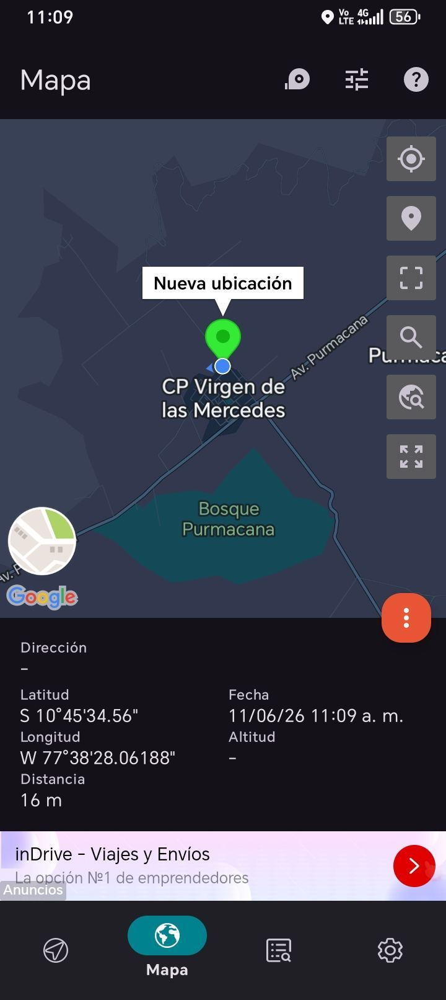 11:09
Vo LTE 4G 56
Mapa
Nueva ubicación
Av. Purmacana
CP Virgen de
las Mercedes
Bosque
Purmacana
Google
Dirección
-
Latitud
Fecha
S 10°45'34.56"
11/06/26 11:09 a. m.
Longitud
Altitud
W 77°38'28.06188"
-
Distancia
16 m
inDrive - Viajes y Envíos
La opción №1 de emprendedores
Anuncios
Mapa